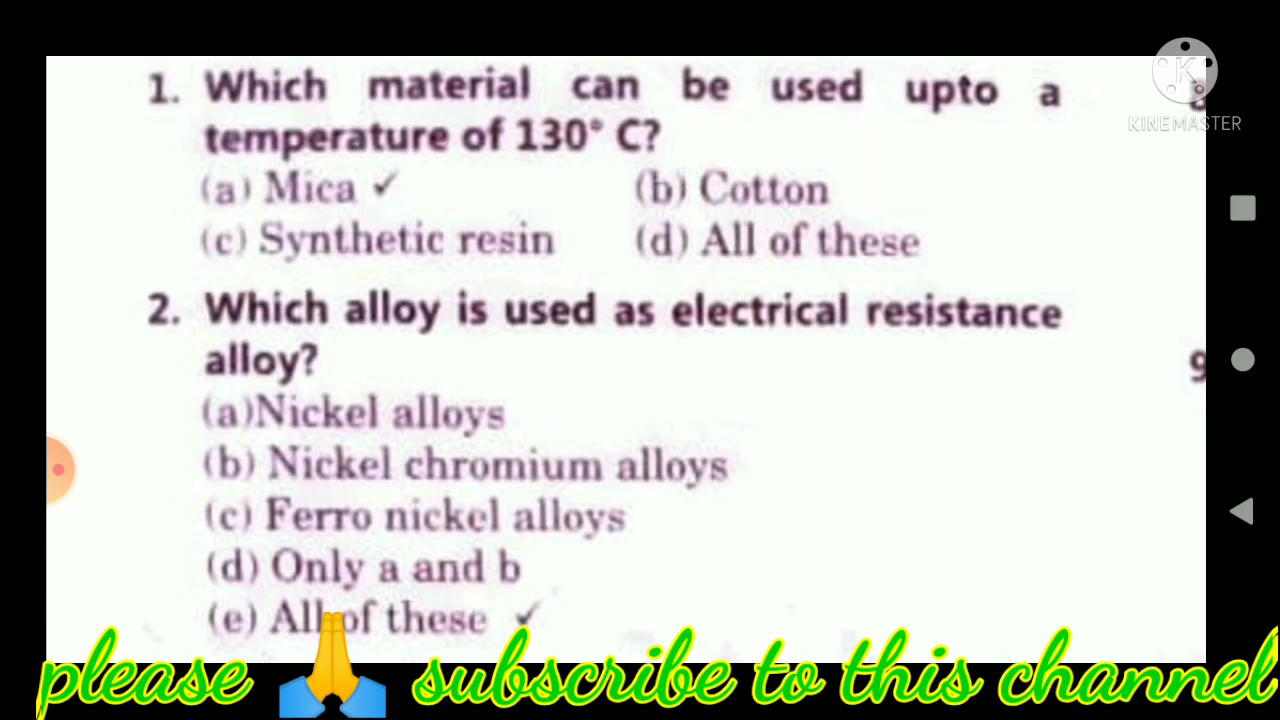 1. Which material can be used upto a
temperature of 130° C?
(a) Mica ✓ (b) Cotton
(c) Synthetic resin (d) All of these
2. Which alloy is used as electrical resistance
alloy?
(a)Nickel alloys
(b) Nickel chromium alloys
(c) Ferro nickel alloys
(d) Only a and b
(e) All of these ✓
9
K
KINEMASTER
please 🙏 subscribe to this channel